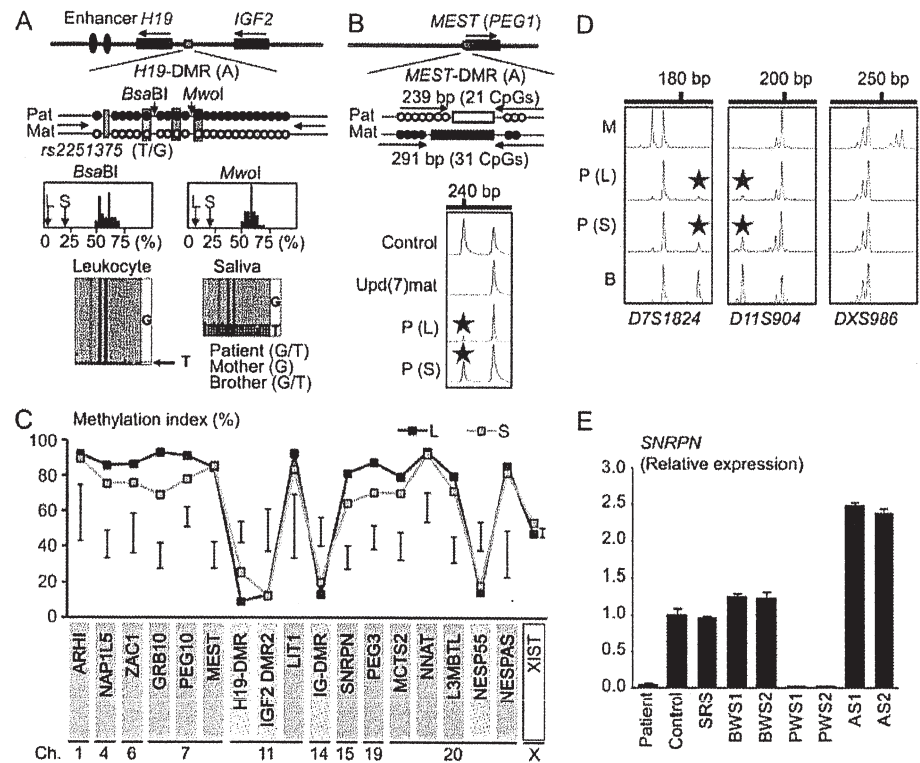 A
Enhancer H19 IGF2
H19-DMR (A)
BsaBI MwoI
Pat
Mat
rs2251375 (T/G)
BsaBI MwoI
L S L S
0 25 50 75 (%) 0 25 50 75 (%)
Leukocyte Saliva
G G
T T
Patient (G/T)
Mother (G)
Brother (G/T)
B
MEST (PEG1)
MEST-DMR (A)
239 bp (21 CpGs)
Pat
Mat
291 bp (31 CpGs)
240 bp
Control
Upd(7)mat
P (L)
P (S)
D
180 bp 200 bp 250 bp
M
P (L)
P (S)
B
D7S1824 D11S904 DXS986
C
Methylation index (%)
L S
100
80
60
40
20
0
ARHI NAP1L5 ZAC1 GRB10 PEG10 MEST H19-DMR IGF2 DMR2 LIT1 IG-DMR SNRPN PEG3 MCTS2 NNAT L3MBTL NESP55 NESPAS XIST
Ch. 1 4 6 7 11 14 15 19 20 X
E
SNRPN
(Relative expression)
3.0
2.5
2.0
1.5
1.0
0.5
0.0
Patient Control SRS BWS1 BWS2 PWS1 PWS2 AS1 AS2